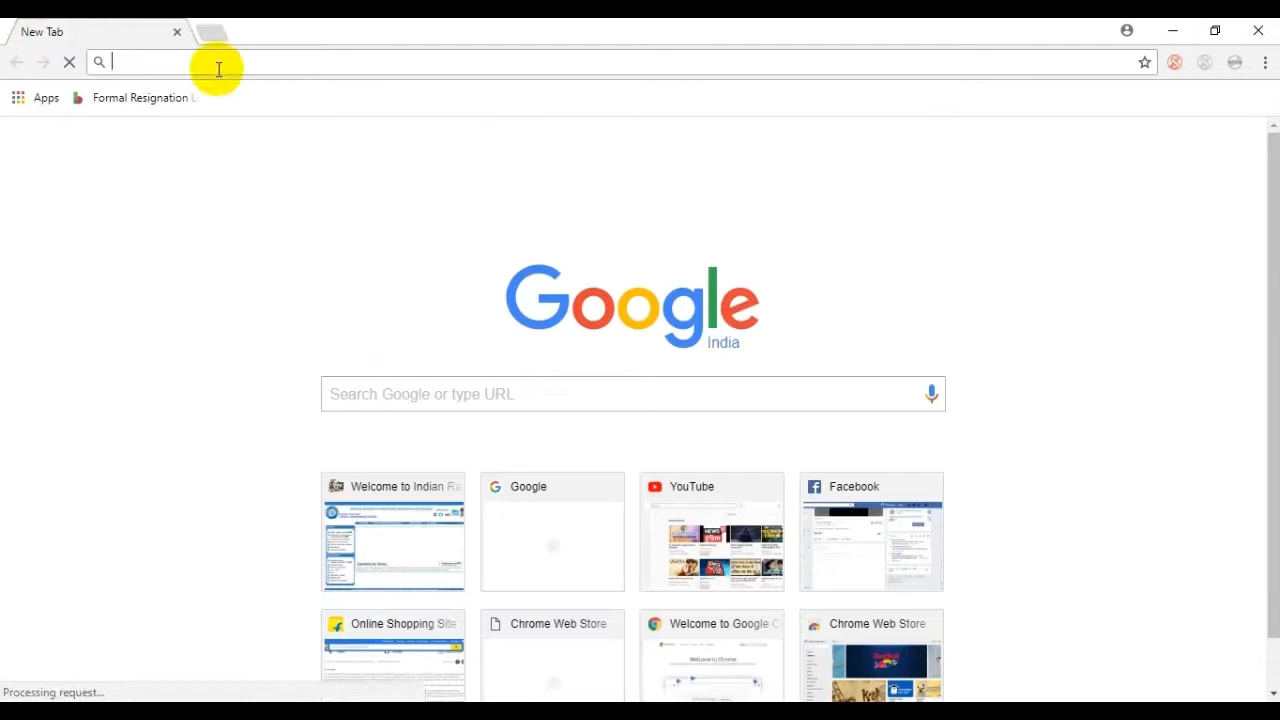 New Tab
Apps
Formal Resignation L
Google
India
Search Google or type URL
Welcome to Indian Ra
Google
YouTube
Facebook
Online Shopping Site
Chrome Web Store
Welcome to Google C
Chrome Web Store
Processing request...